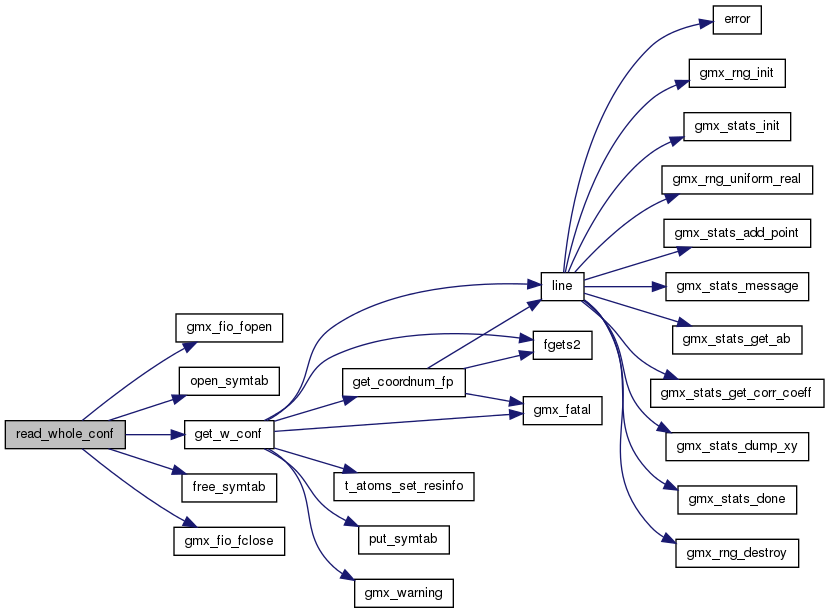 error
gmx_rng_init
gmx_stats_init
gmx_rng_uniform_real
gmx_stats_add_point
line
gmx_stats_message
gmx_fio_fopen
fgets2
gmx_stats_get_ab
open_symtab
get_coordnum_fp
gmx_stats_get_corr_coeff
gmx_fatal
read_whole_conf
get_w_conf
gmx_stats_dump_xy
free_symtab
t_atoms_set_resinfo
gmx_stats_done
gmx_fio_fclose
put_symtab
gmx_rng_destroy
gmx_warning